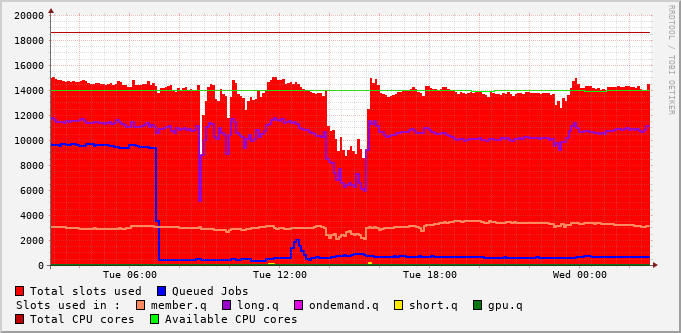 20000
18000
16000
14000
12000
10000
8000
6000
4000
2000
0
Tue 06:00 Tue 12:00 Tue 18:00 Wed 00:00
Total slots used Queued Jobs
Slots used in : member.q long.q ondemand.q short.q gpu.q
Total CPU cores Available CPU cores
RRDTOOL / TOBI OETIKER